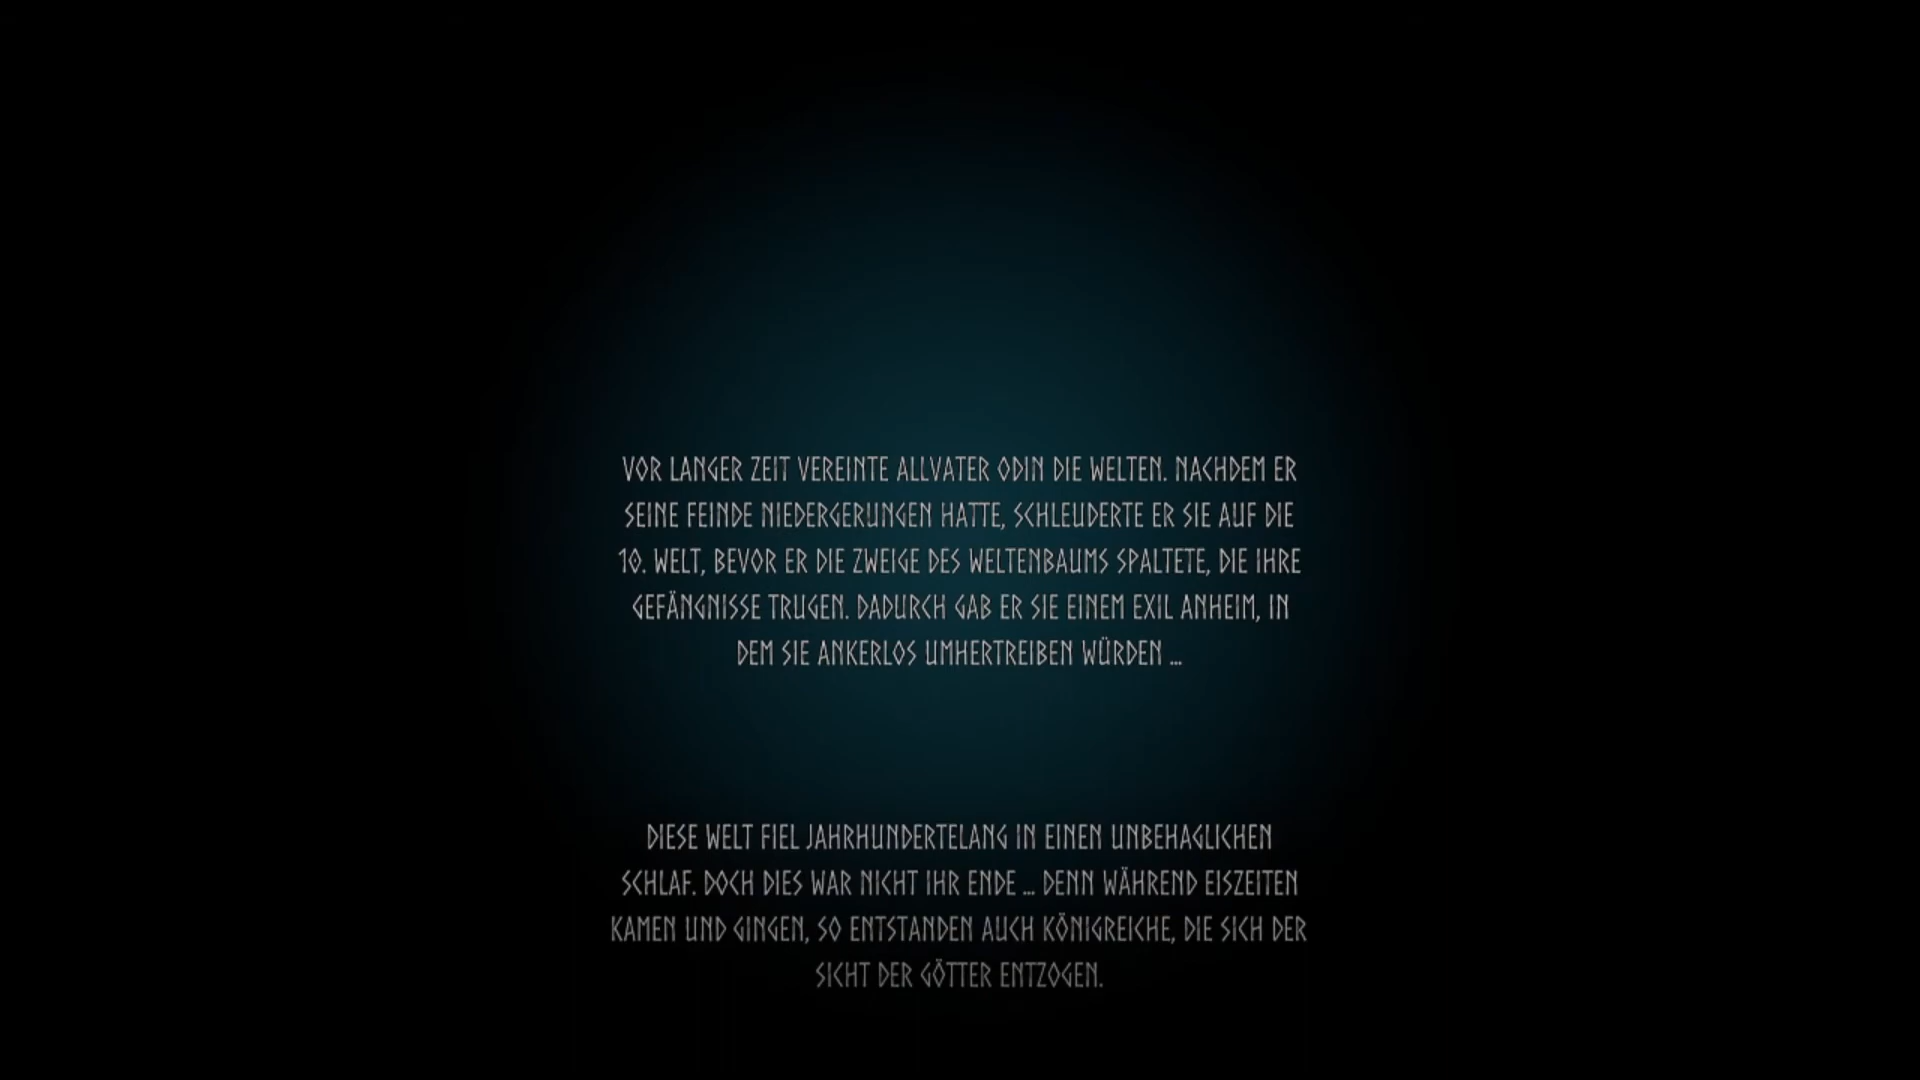 VOR LANGER ZEIT VEREINTE ALLVATER ODIN DIE WELTEN. NACHDEM ER
SEINE FEINDE NIEDERGERUNGEN HATTE, SCHLEUDERTE ER SIE AUF DIE
10. WELT, BEVOR ER DIE ZWEIGE DES WELTENBAUMS SPALTETE, DIE IHRE
GEFÄNGNISSE TRUGEN. DADURCH GAB ER SIE EINEM EXIL ANHEIM, IN
DEM SIE ANKERLOS UMHERTREIBEN WÜRDEN ...
DIESE WELT FIEL JAHRHUNDERTELANG IN EINEN UNBEHAGLICHEN
SCHLAF. DOCH DIES WAR NICHT IHR ENDE ... DENN WÄHREND EISZEITEN
KAMEN UND GINGEN, SO ENTSTANDEN AUCH KÖNIGREICHE, DIE SICH DER
SICHT DER GÖTTER ENTZOGEN.